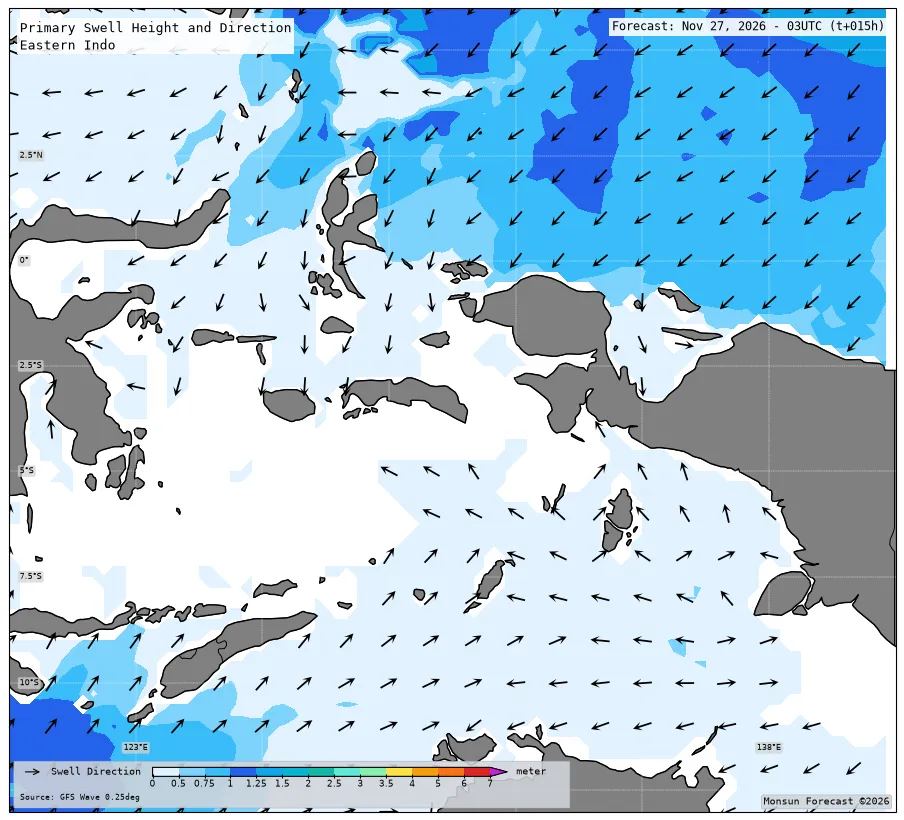 Primary Swell Height and Direction
Eastern Indo
Forecast: Nov 27, 2026 - 03UTC (t+015h)
2.5°N
0°
2.5°S
5°S
7.5°S
10°S
123°E
138°E
Swell Direction
0 0.5 0.75 1 1.25 1.5 2 2.5 3 3.5 4 5 6 7
meter
Source: GFS Wave 0.25deg
Monsun Forecast ©2026